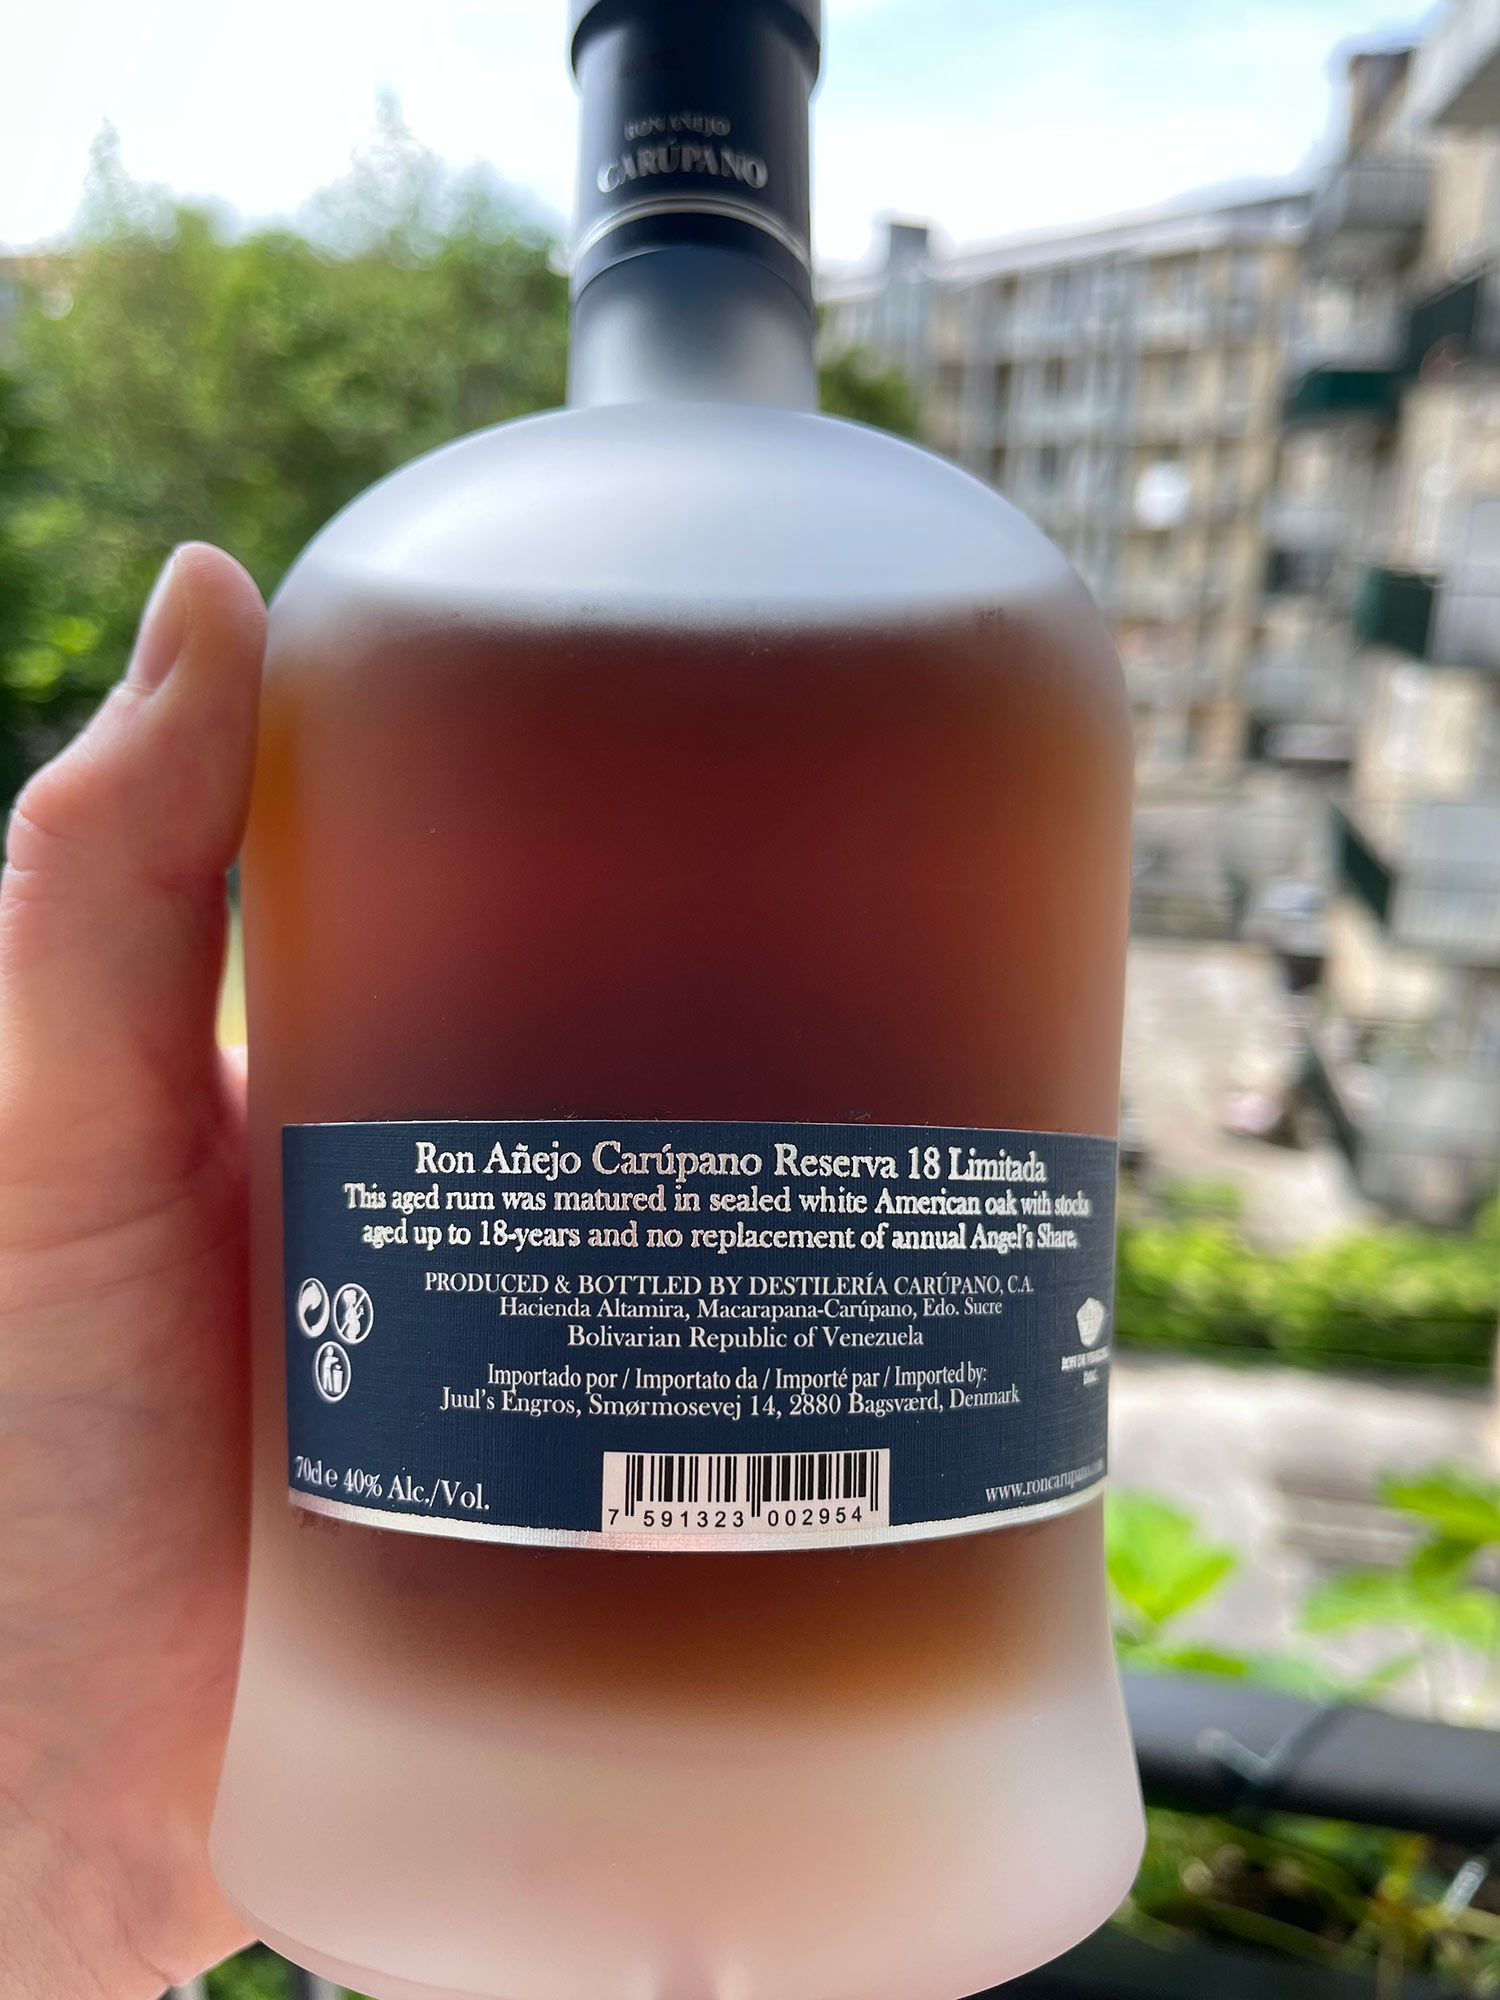 RON AÑEJO
CARÚPANO
Ron Añejo Carúpano Reserva 18 Limitada
This aged rum was matured in sealed white American oak with stocks
aged up to 18-years and no replacement of annual Angel's Share.
PRODUCED & BOTTLED BY DESTILERÍA CARÚPANO, C.A.
Hacienda Altamira, Macarapana-Carúpano, Edo. Sucre
Bolivarian Republic of Venezuela
Importado por / Importato da / Importé par / Imported by:
Juul's Engros, Smørmosevej 14, 2880 Bagsværd, Denmark
70cl e 40% Alc./Vol.
7 591323 002954